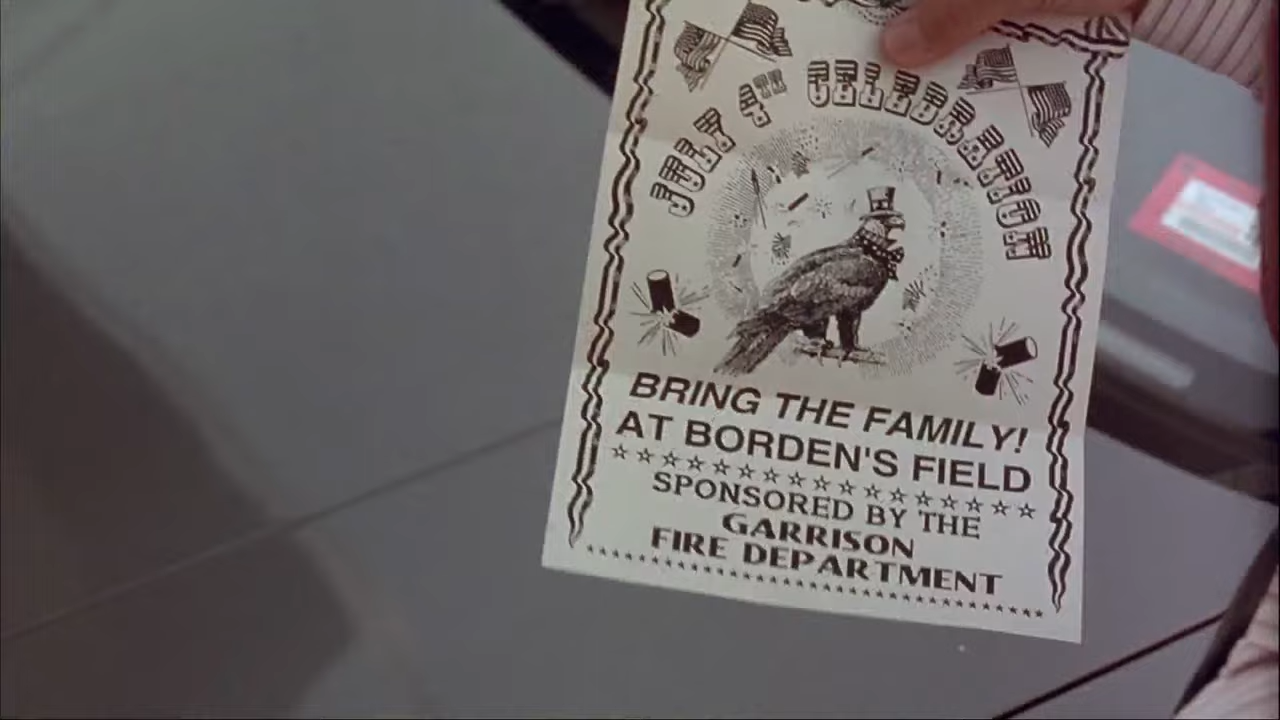 JULY 4TH CELEBRATION
BRING THE FAMILY!
AT BORDEN'S FIELD
SPONSORED BY THE
GARRISON
FIRE DEPARTMENT